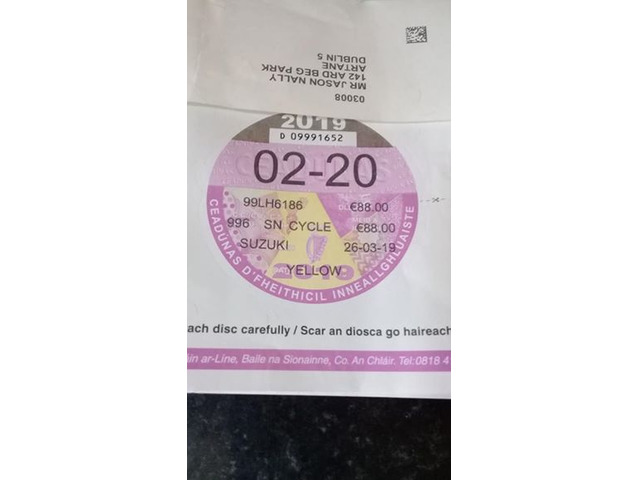 03008
MR JASON NALLY
142 ARD BEG PARK
ARTANE
DUBLIN 5
2019
D 09991652
02-20
99LH6186 €88.00
996 SN CYCLE €88.00
SUZUKI 26-03-19
YELLOW
2019
CEADÚNAS D'FHEITHICIL INNEALLGHLUAISTE
ach disc carefully / Scar an diosca go haireach
in ar-Líne, Baile na Sionainne, Co. An Chláir. Tel:0818 4